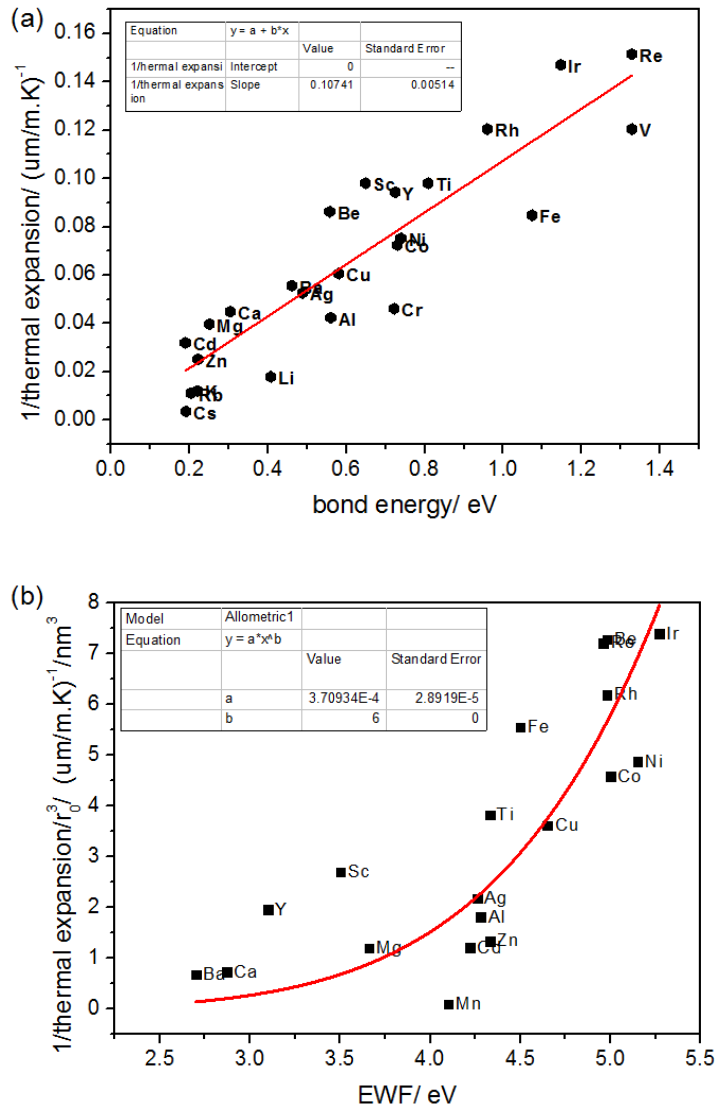 (a)
Equation y = a + b*x
Value Standard Error
1/hermal expansi Intercept 0 --
1/thermal expans Slope 0.10741 0.00514
ion
1/thermal expansion/ (um/m.K)⁻¹
0.16
0.14
0.12
0.10
0.08
0.06
0.04
0.02
0.00
Re
Ir
Rh
V
Sc
Ti
Y
Be
Fe
Ni
Co
Cu
Ba
Ag
Ca
Cr
Al
Mg
Cd
Zn
Li
K
Rb
Cs
0.0 0.2 0.4 0.6 0.8 1.0 1.2 1.4
bond energy/ eV
(b)
Model Allometric1
Equation y = a*x^b
Value Standard Error
a 3.70934E-4 2.8919E-5
b 6 0
1/thermal expansion/r₀³/ (um/m.K)⁻¹/nm³
8
7
6
5
4
3
2
1
0
Ir
Be
Re
Rh
Fe
Ni
Co
Ti
Cu
Sc
Ag
Y
Al
Zn
Mg
Cd
Ba
Ca
Mn
2.5 3.0 3.5 4.0 4.5 5.0 5.5
EWF/ eV